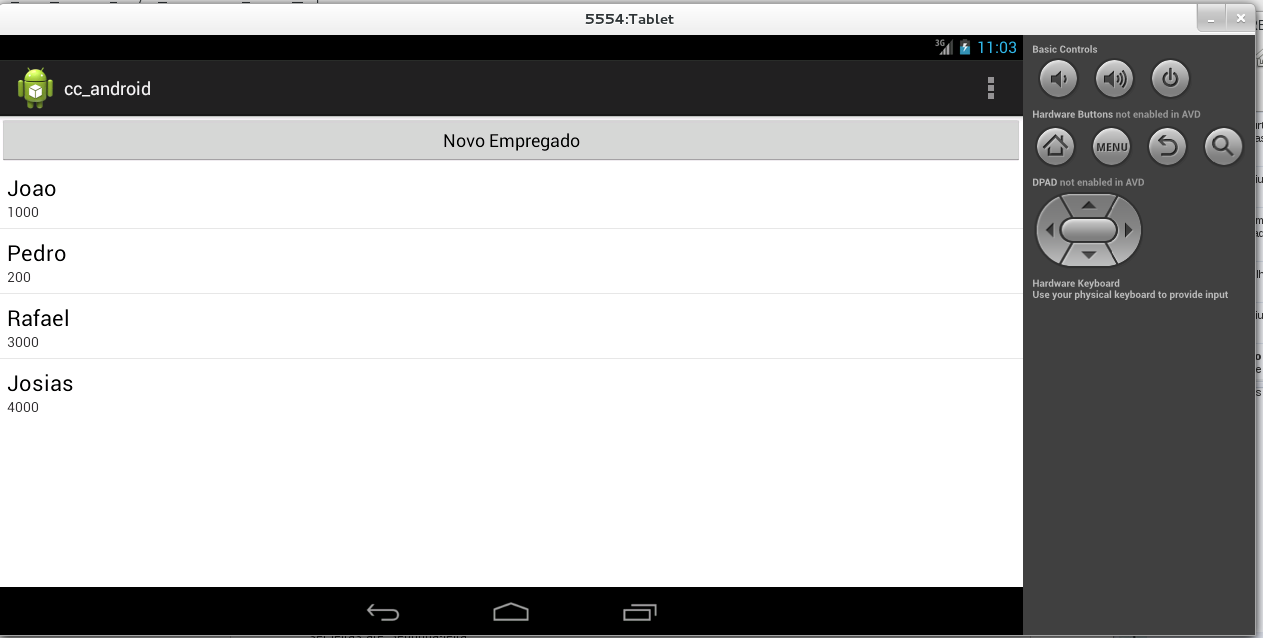 5554:Tablet
3G 11:03
cc_android
Novo Empregado
Joao
1000
Pedro
200
Rafael
3000
Josias
4000
Basic Controls
Hardware Buttons not enabled in AVD
MENU
DPAD not enabled in AVD
Hardware Keyboard
Use your physical keyboard to provide input